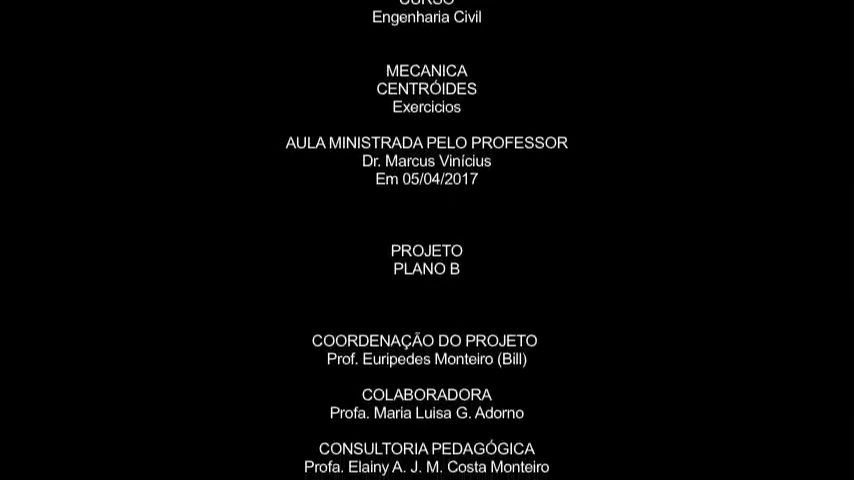 CURSO
Engenharia Civil
MECANICA
CENTRÓIDES
Exercicios
AULA MINISTRADA PELO PROFESSOR
Dr. Marcus Vinícius
Em 05/04/2017
PROJETO
PLANO B
COORDENAÇÃO DO PROJETO
Prof. Euripedes Monteiro (Bill)
COLABORADORA
Profa. Maria Luisa G. Adorno
CONSULTORIA PEDAGÓGICA
Profa. Elainy A. J. M. Costa Monteiro